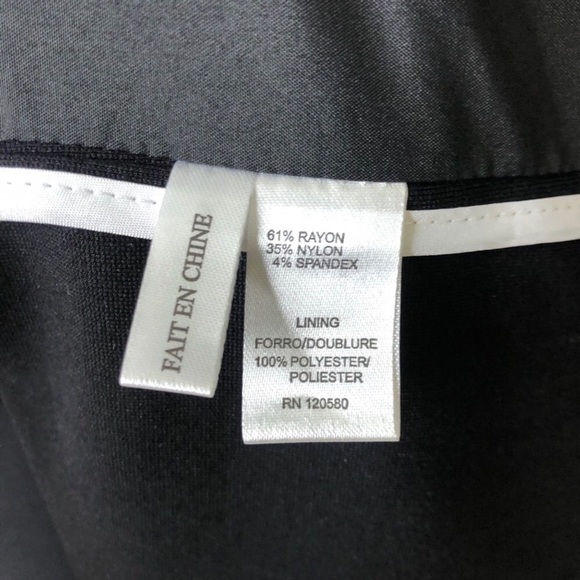 FAIT EN CHINE
61% RAYON
35% NYLON
4% SPANDEX
LINING
FORRO/DOUBLURE
100% POLYESTER/
POLIESTER
RN 120580